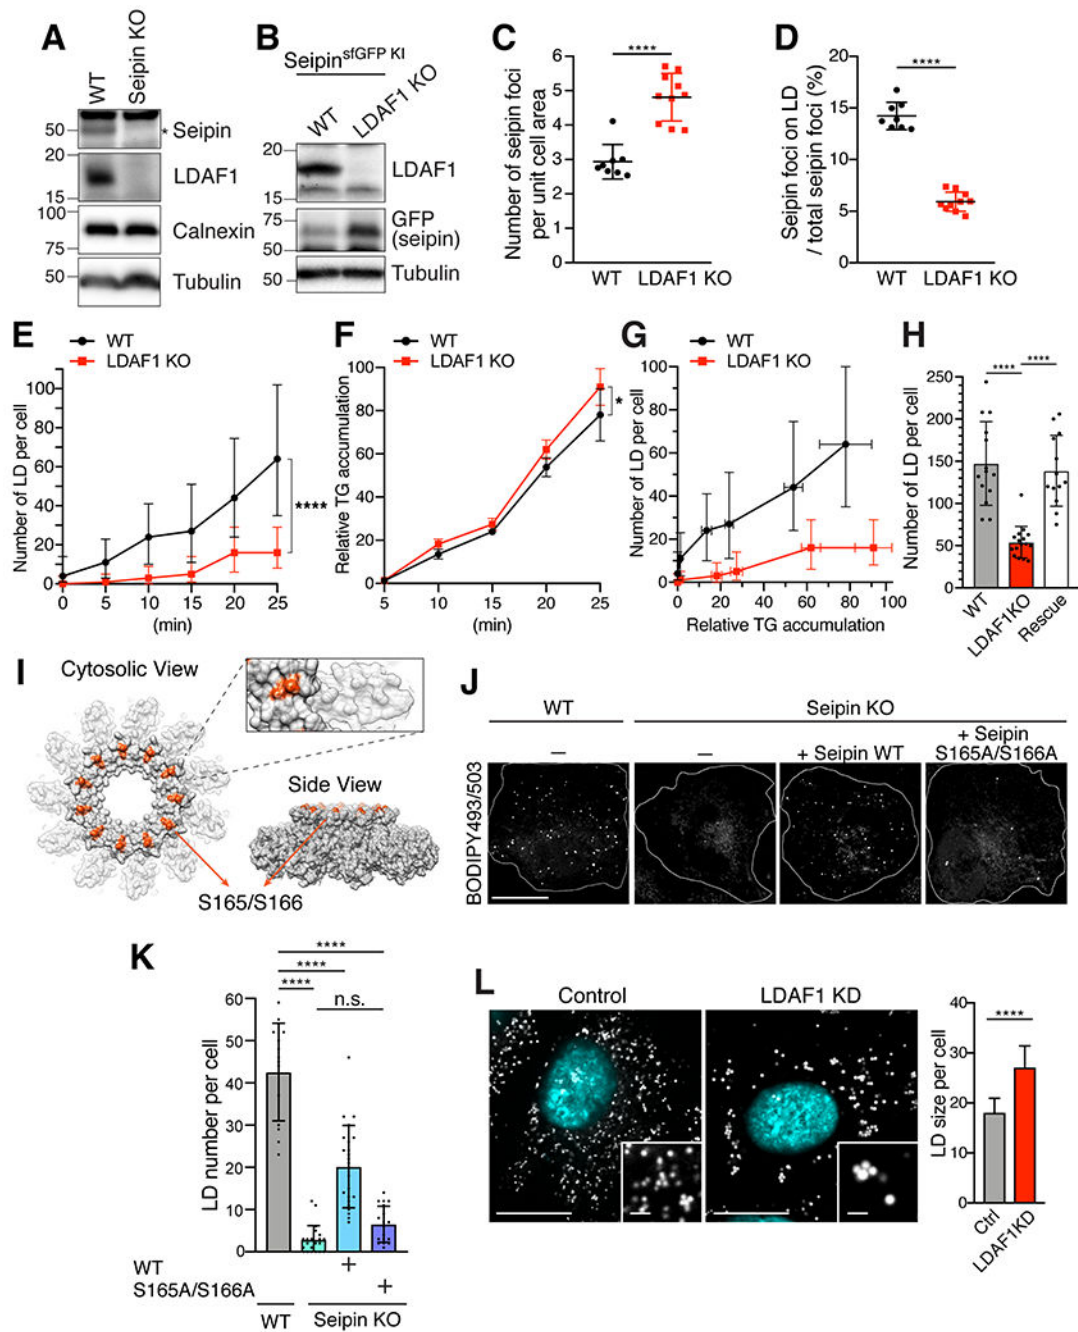 A
WT
Seipin KO
50
* Seipin
20
LDAF1
15
100
Calnexin
75
50
Tubulin
B
Seipin sfGFP KI
WT
LDAF1 KO
20
LDAF1
15
75
GFP
(seipin)
50
50
Tubulin
C
****
6
5
4
3
2
1
0
Number of seipin foci
per unit cell area
WT LDAF1 KO
D
****
20
15
10
5
0
Seipin foci on LD
/ total seipin foci (%)
WT LDAF1 KO
E
WT
LDAF1 KO
100
80
60
40
20
0
Number of LD per cell
****
0 5 10 15 20 25
(min)
F
WT
LDAF1 KO
100
80
60
40
20
0
Relative TG accumulation
*
5 10 15 20 25
(min)
G
WT
LDAF1 KO
100
80
60
40
20
0
Number of LD per cell
0 20 40 60 80 100
Relative TG accumulation
H
**** ****
250
200
150
100
50
0
Number of LD per cell
WT
LDAF1KO
Rescue
I
Cytosolic View
Side View
S165/S166
J
WT
Seipin KO
–
–
+ Seipin WT
+ Seipin
S165A/S166A
BODIPY493/503
K
****
****
****
n.s.
60
50
40
30
20
10
0
LD number per cell
WT +
S165A/S166A +
WT Seipin KO
L
Control
LDAF1 KD
****
40
30
20
10
0
LD size per cell
Ctrl
LDAF1KD